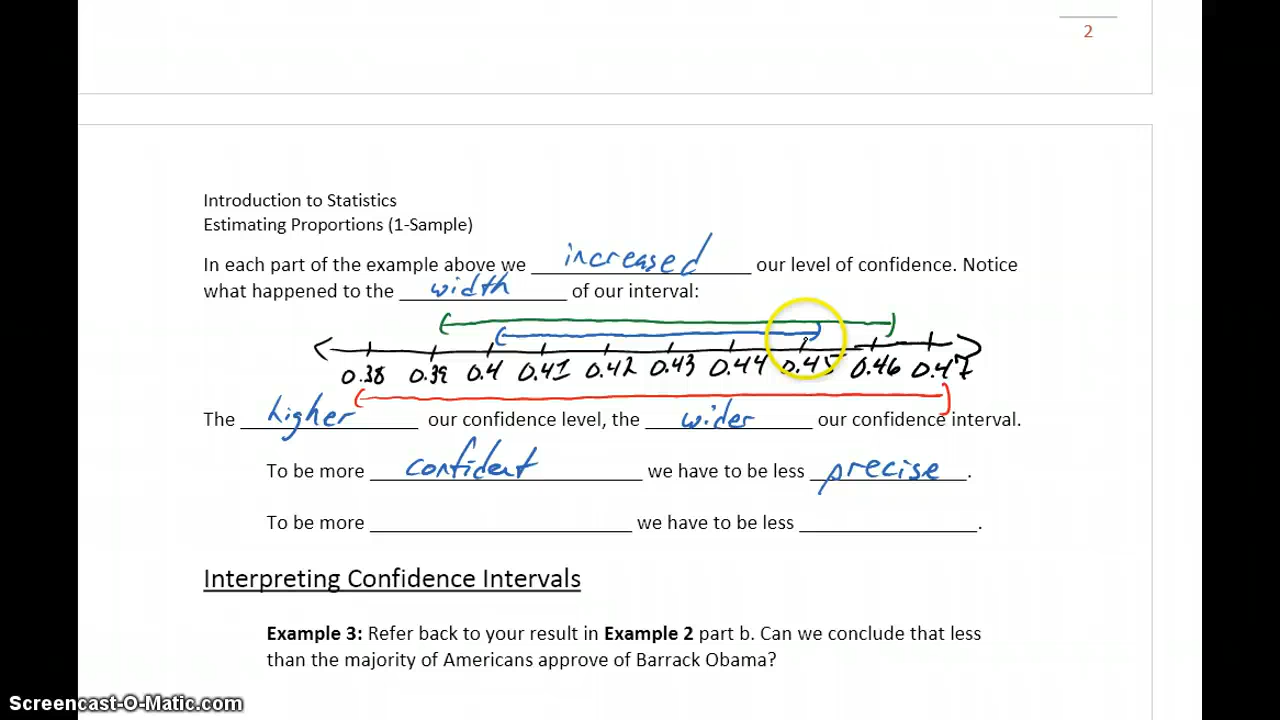 2
Introduction to Statistics
Estimating Proportions (1-Sample)
In each part of the example above we increased our level of confidence. Notice
what happened to the width of our interval:
0.38 0.39 0.4 0.41 0.42 0.43 0.44 0.45 0.46 0.47
The higher our confidence level, the wider our confidence interval.
To be more confident we have to be less precise.
To be more ____ we have to be less ____.
Interpreting Confidence Intervals
Example 3: Refer back to your result in Example 2 part b. Can we conclude that less
than the majority of Americans approve of Barrack Obama?
Screencast-O-Matic.com